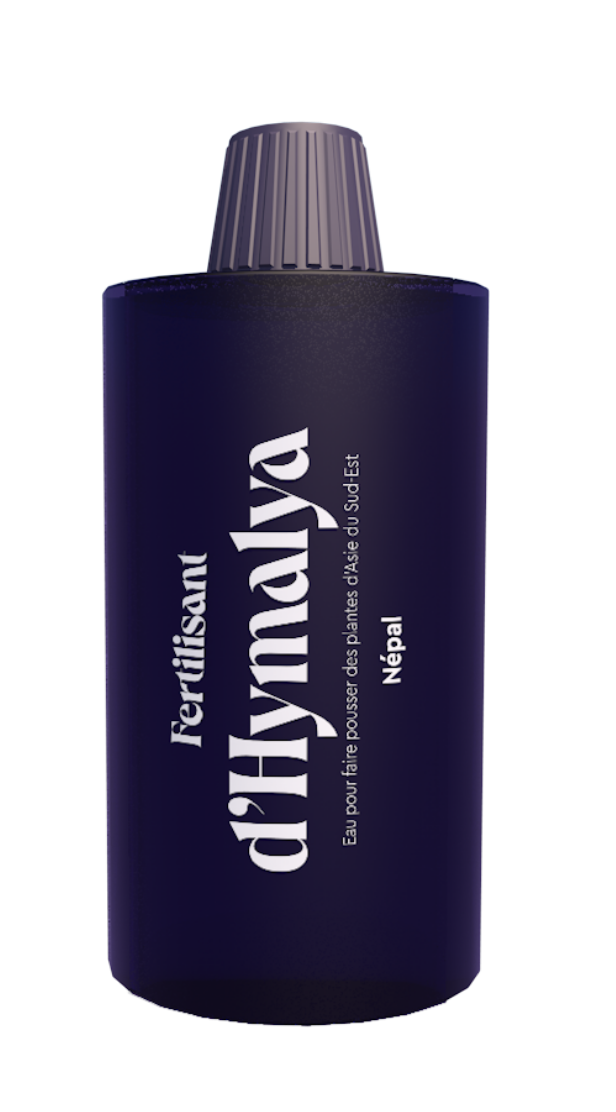 Fertilisant
d'Hymalya
Eau pour faire pousser des plantes d'Asie du Sud-Est
Népal